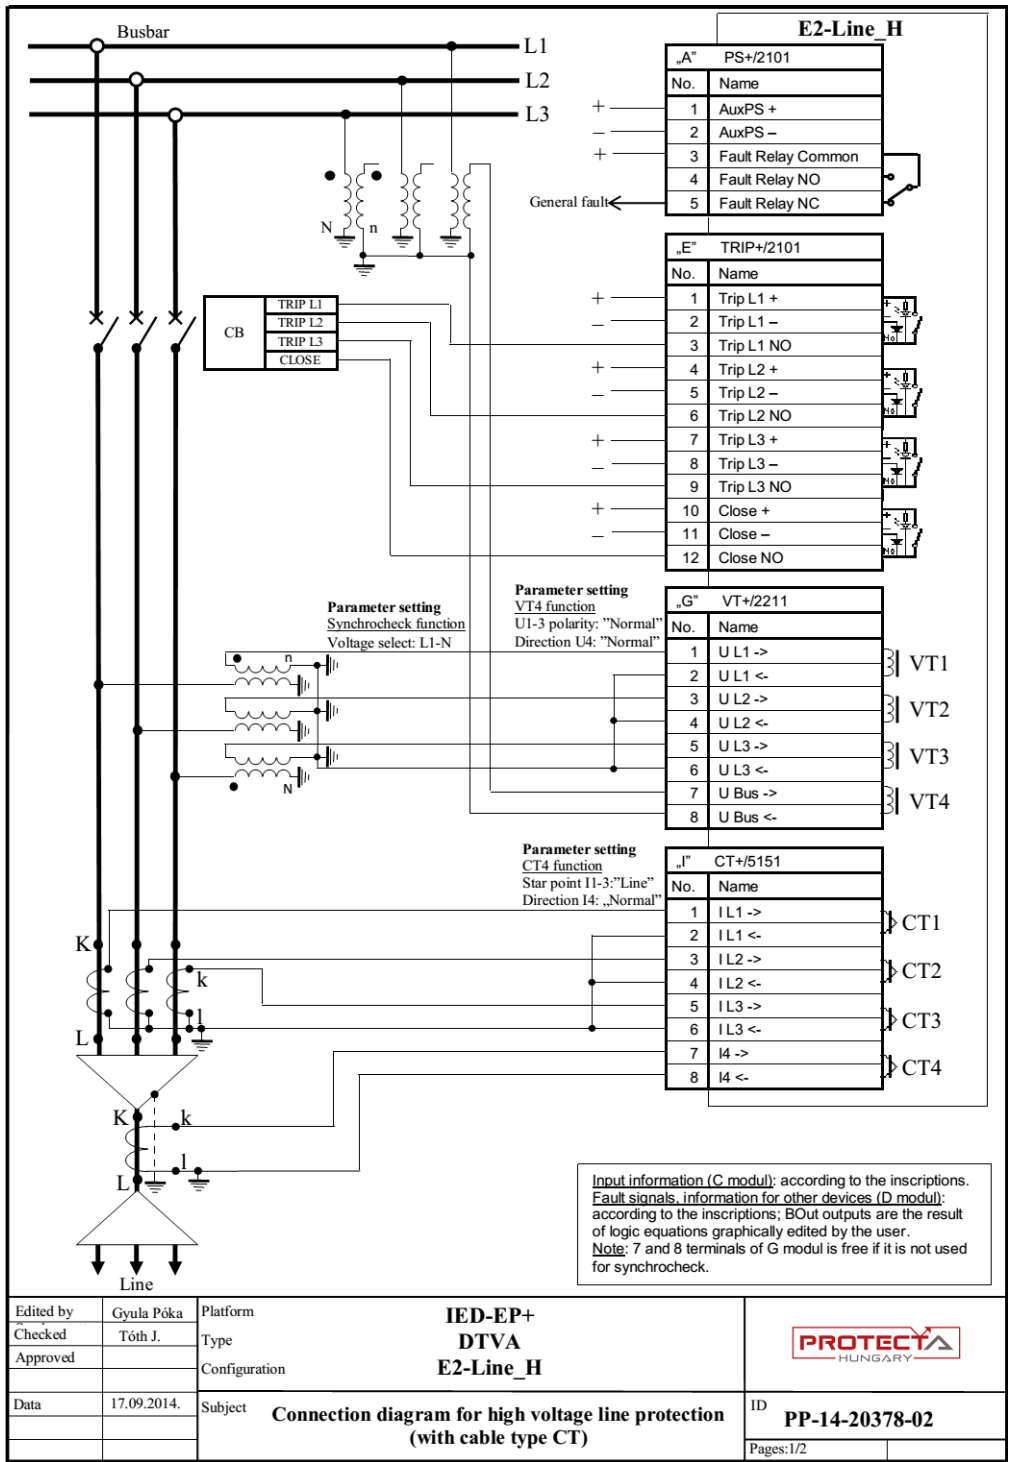 Busbar
L1
L2
L3
E2-Line_H
„A” PS+/2101
No. Name
1 AuxPS +
2 AuxPS –
3 Fault Relay Common
4 Fault Relay NO
5 Fault Relay NC
+
–
+
General fault
N
n
„E” TRIP+/2101
No. Name
1 Trip L1 +
2 Trip L1 –
3 Trip L1 NO
4 Trip L2 +
5 Trip L2 –
6 Trip L2 NO
7 Trip L3 +
8 Trip L3 –
9 Trip L3 NO
10 Close +
11 Close –
12 Close NO
+
–
+
–
+
–
+
–
CB
TRIP L1
TRIP L2
TRIP L3
CLOSE
Parameter setting
Synchrocheck function
Voltage select: L1-N
Parameter setting
VT4 function
U1-3 polarity: ”Normal”
Direction U4: ”Normal”
„G” VT+/2211
No. Name
1 U L1 ->
2 U L1 <-
3 U L2 ->
4 U L2 <-
5 U L3 ->
6 U L3 <-
7 U Bus ->
8 U Bus <-
VT1
VT2
VT3
VT4
n
N
Parameter setting
CT4 function
Star point I1-3:”Line”
Direction I4: „Normal”
„I” CT+/5151
No. Name
1 I L1 ->
2 I L1 <-
3 I L2 ->
4 I L2 <-
5 I L3 ->
6 I L3 <-
7 I4 ->
8 I4 <-
CT1
CT2
CT3
CT4
K
k
l
L
K
k
l
L
Line
Input information (C modul): according to the inscriptions.
Fault signals, information for other devices (D modul):
according to the inscriptions; BOut outputs are the result
of logic equations graphically edited by the user.
Note: 7 and 8 terminals of G modul is free if it is not used
for synchrocheck.
Edited by Gyula Póka
Checked Tóth J.
Approved
Data 17.09.2014.
Platform IED-EP+
Type DTVA
Configuration E2-Line_H
Subject Connection diagram for high voltage line protection
(with cable type CT)
PROTECTA
HUNGARY
ID PP-14-20378-02
Pages:1/2